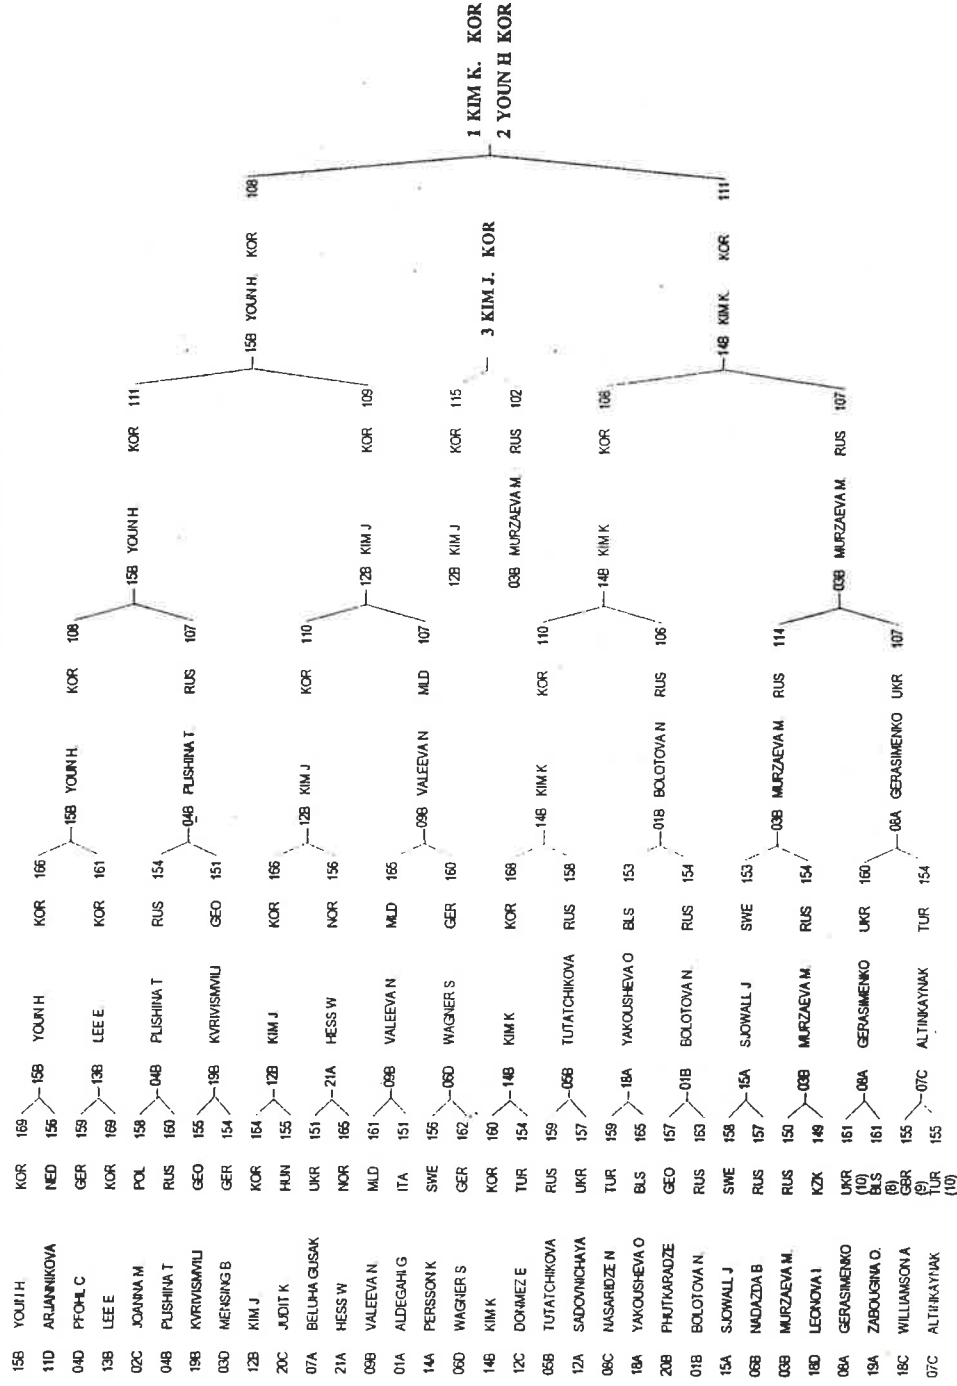 15B YOUN H. KOR 169
11D ARJANNIKOVA NED 156
04D PFOHL C KOR GER 159
13B LEE E. KOR 169
02C JOANNA M POL 158
04B PLISHINA T RUS 160
19B KVRIVISMVILI GEO 155
03D MENSING B GER 154
12B KIM J KOR 164
20C JUDIT K HUN 155
07A BELUHA GUSAK UKR 151
21A HESS W NOR 165
09B VALEEVA N. MLD 161
01A ALDEGAHI G ITA 151
14A PERSSON K SWE 156
06D WAGNER S GER 162
14B KIM K KOR 160
12C DONMEZ E TUR 154
05B TUTATCHIKOVA RUS 159
12A SADOVNICHAYA UKR 157
08C NASARIDZE N TUR 159
18A YAKOUSHEVA O BLS 165
20B PHUTKARADZE GEO 157
01B BOLOTOVA N. RUS 163
15A SJOWALL J SWE 158
06B NADAZDA B RUS 157
03B MURZAEVA M. RUS 150
18D LEONOVA I. KZK 149
08A GERASIMENKO UKR 161
(10)
19A ZABOUGINA O. BLS 161
(8)
18C WILLIAMSON A GBR 155
(9)
07C ALTINKAYNAK TUR 155
(10)
15B YOUN H KOR 166
13B LEE E. KOR 161
04B PLISHINA T RUS 154
19B KVRIVISMVILI GEO 151
12B KIM J KOR 166
21A HESS W NOR 156
09B VALEEVA N MLD 165
06D WAGNER S GER 160
14B KIM K KOR 168
05B TUTATCHIKOVA RUS 158
18A YAKOUSHEVA O BLS 153
01B BOLOTOVA N. RUS 154
15A SJOWALL J SWE 153
03B MURZAEVA M. RUS 154
08A GERASIMENKO UKR 160
07C ALTINKAYNAK TUR 154
15B YOUN H. KOR 108
04B PLISHINA T. RUS 107
12B KIM J KOR 110
09B VALEEVA N MLD 107
14B KIM K KOR 110
01B BOLOTOVA N RUS 106
03B MURZAEVA M. RUS 114
08A GERASIMENKO UKR 107
15B YOUN H. KOR 111
12B KIM J KOR 109
12B KIM J KOR 115
03B MURZAEVA M. RUS 102
14B KIM K KOR 108
03B MURZAEVA M. RUS 107
15B YOUN H. KOR 108
3 KIM J. KOR
14B KIM K. KOR 111
1 KIM K. KOR
2 YOUN H KOR